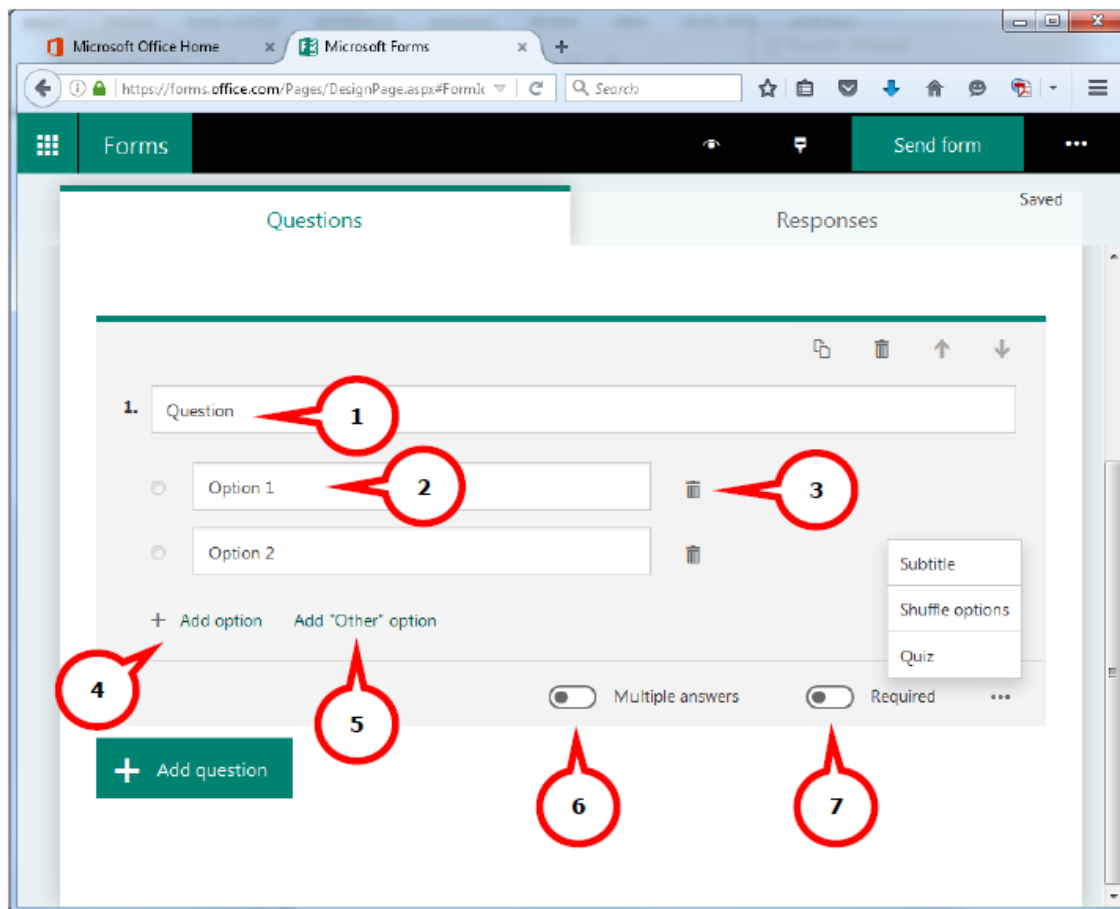 Microsoft Office Home
Microsoft Forms
https://forms.office.com/Pages/DesignPage.aspx#FormId
Search
Forms
Send form
Saved
Questions
Responses
1. Question
1
Option 1
2
3
Option 2
Subtitle
Shuffle options
Quiz
+ Add option
Add "Other" option
4
5
Multiple answers
Required
+ Add question
6
7